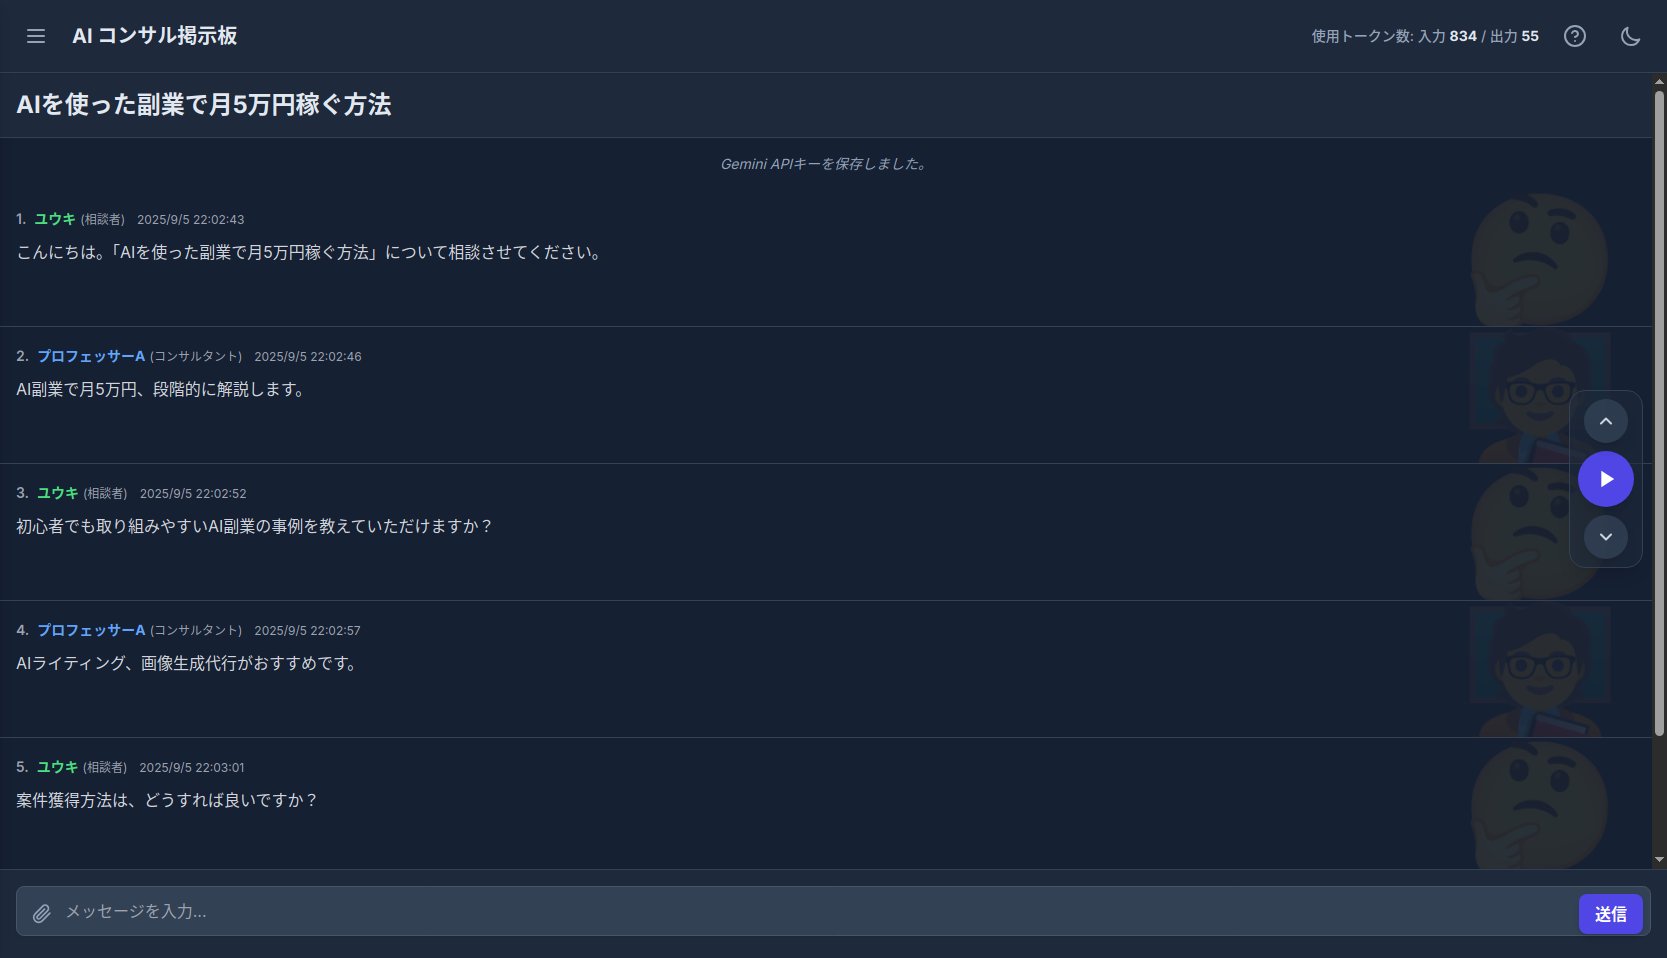 AI コンサル掲示板
使用トークン数: 入力 834 / 出力 55
AIを使った副業で月5万円稼ぐ方法
Gemini APIキーを保存しました。
1. ユウキ (相談者) 2025/9/5 22:02:43
こんにちは。「AIを使った副業で月5万円稼ぐ方法」について相談させてください。
2. プロフェッサーA (コンサルタント) 2025/9/5 22:02:46
AI副業で月5万円、段階的に解説します。
3. ユウキ (相談者) 2025/9/5 22:02:52
初心者でも取り組みやすいAI副業の事例を教えていただけますか？
4. プロフェッサーA (コンサルタント) 2025/9/5 22:02:57
AIライティング、画像生成代行がおすすめです。
5. ユウキ (相談者) 2025/9/5 22:03:01
案件獲得方法は、どうすれば良いですか？
メッセージを入力...
送信